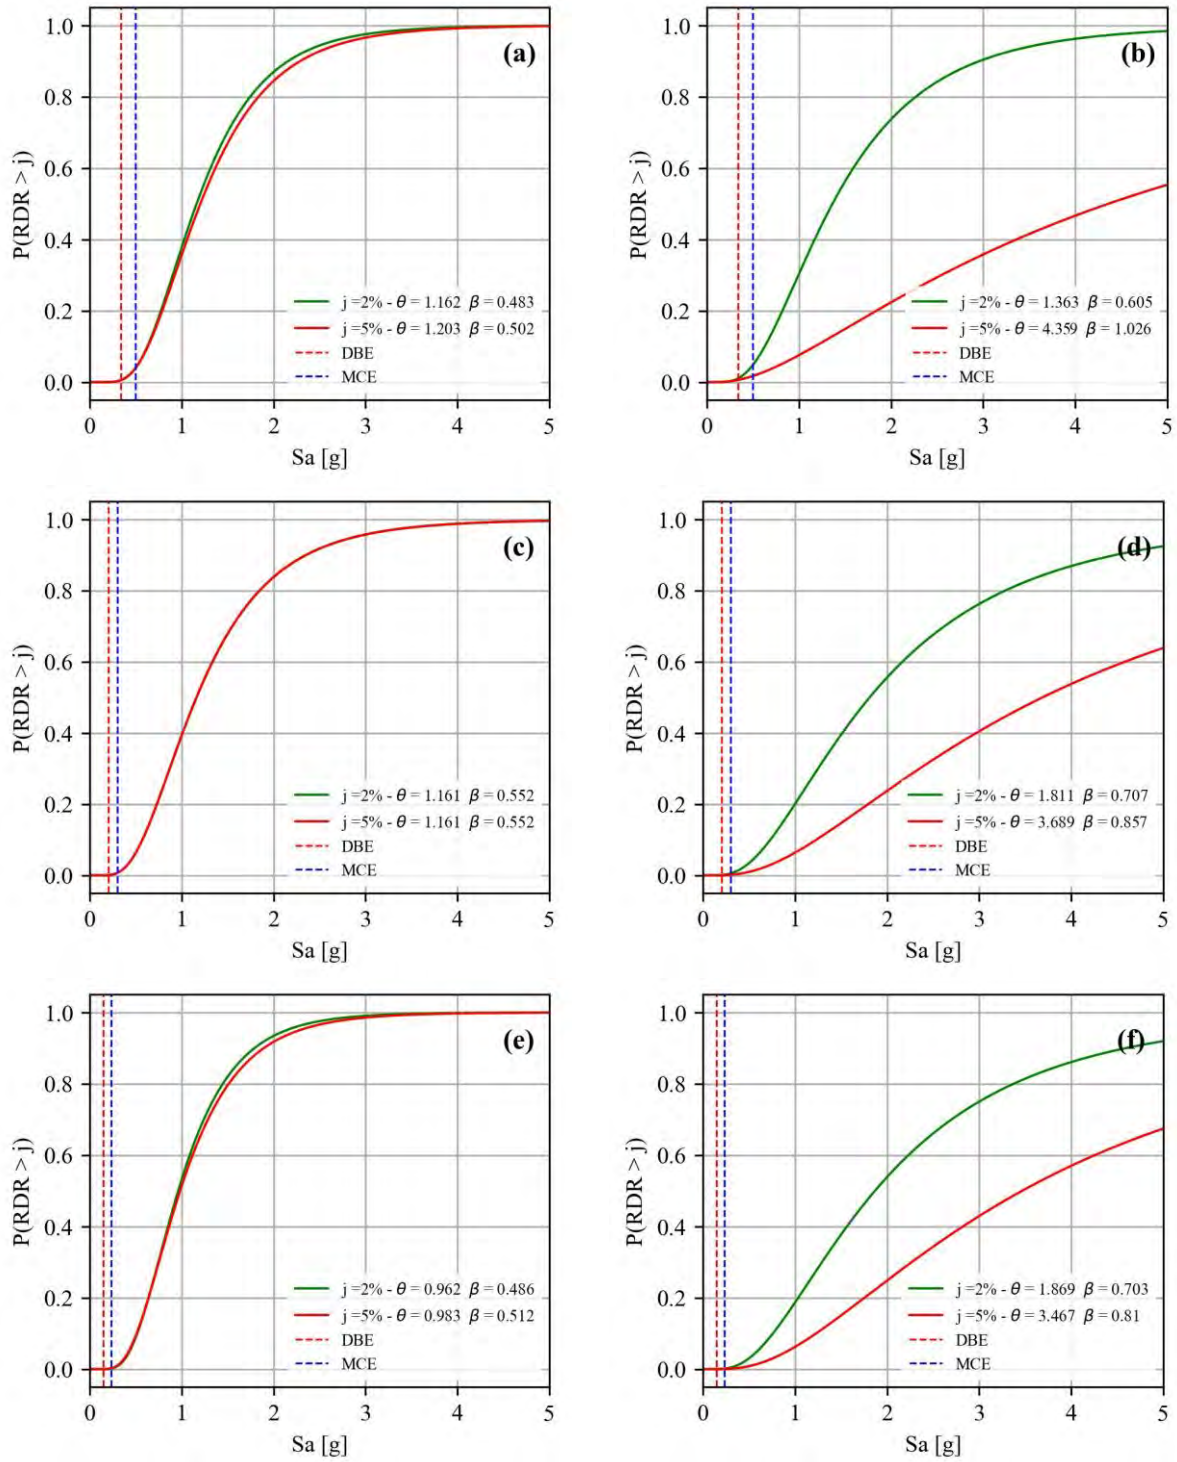 (a)
P(RDR > j)
1.0
0.8
0.6
0.4
0.2
0.0
j =2% - θ = 1.162 β = 0.483
j =5% - θ = 1.203 β = 0.502
DBE
MCE
0 1 2 3 4 5
Sa [g]
(b)
P(RDR > j)
1.0
0.8
0.6
0.4
0.2
0.0
j =2% - θ = 1.363 β = 0.605
j =5% - θ = 4.359 β = 1.026
DBE
MCE
0 1 2 3 4 5
Sa [g]
(c)
P(RDR > j)
1.0
0.8
0.6
0.4
0.2
0.0
j =2% - θ = 1.161 β = 0.552
j =5% - θ = 1.161 β = 0.552
DBE
MCE
0 1 2 3 4 5
Sa [g]
(d)
P(RDR > j)
1.0
0.8
0.6
0.4
0.2
0.0
j =2% - θ = 1.811 β = 0.707
j =5% - θ = 3.689 β = 0.857
DBE
MCE
0 1 2 3 4 5
Sa [g]
(e)
P(RDR > j)
1.0
0.8
0.6
0.4
0.2
0.0
j =2% - θ = 0.962 β = 0.486
j =5% - θ = 0.983 β = 0.512
DBE
MCE
0 1 2 3 4 5
Sa [g]
(f)
P(RDR > j)
1.0
0.8
0.6
0.4
0.2
0.0
j =2% - θ = 1.869 β = 0.703
j =5% - θ = 3.467 β = 0.81
DBE
MCE
0 1 2 3 4 5
Sa [g]